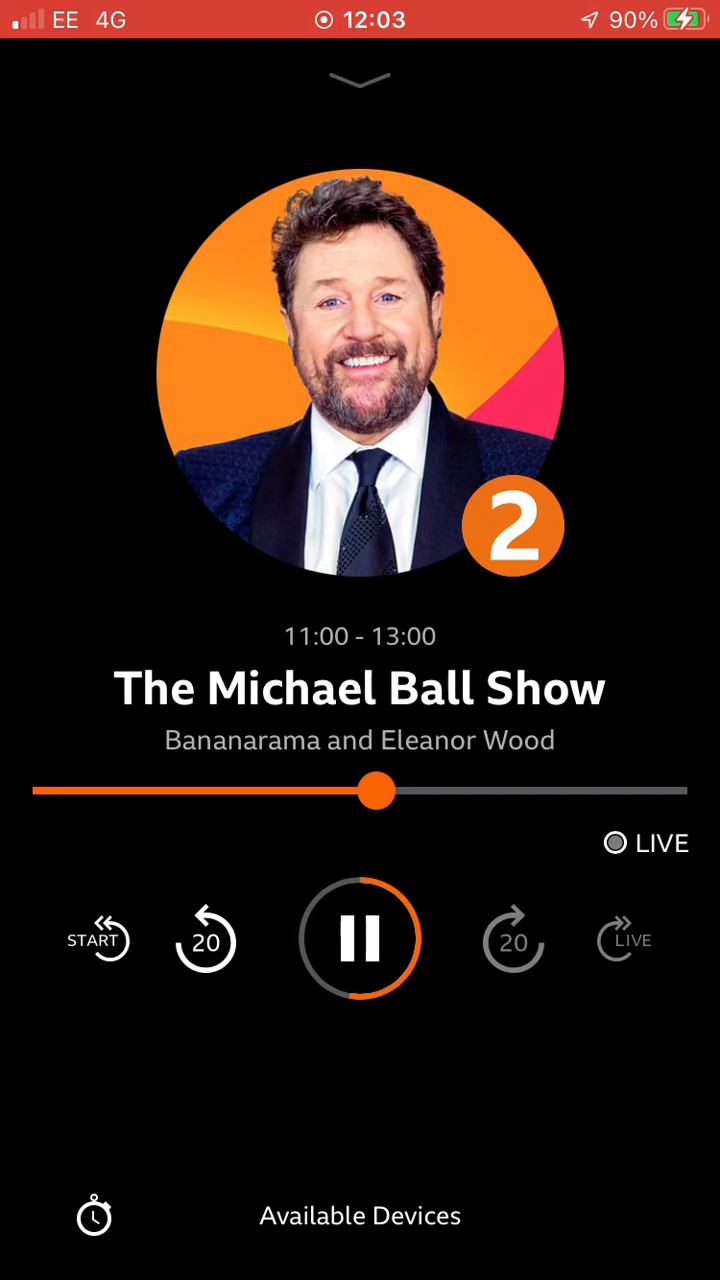 EE 4G 12:03 90%
2
11:00 - 13:00
The Michael Ball Show
Bananarama and Eleanor Wood
LIVE
START 20 20 LIVE
Available Devices